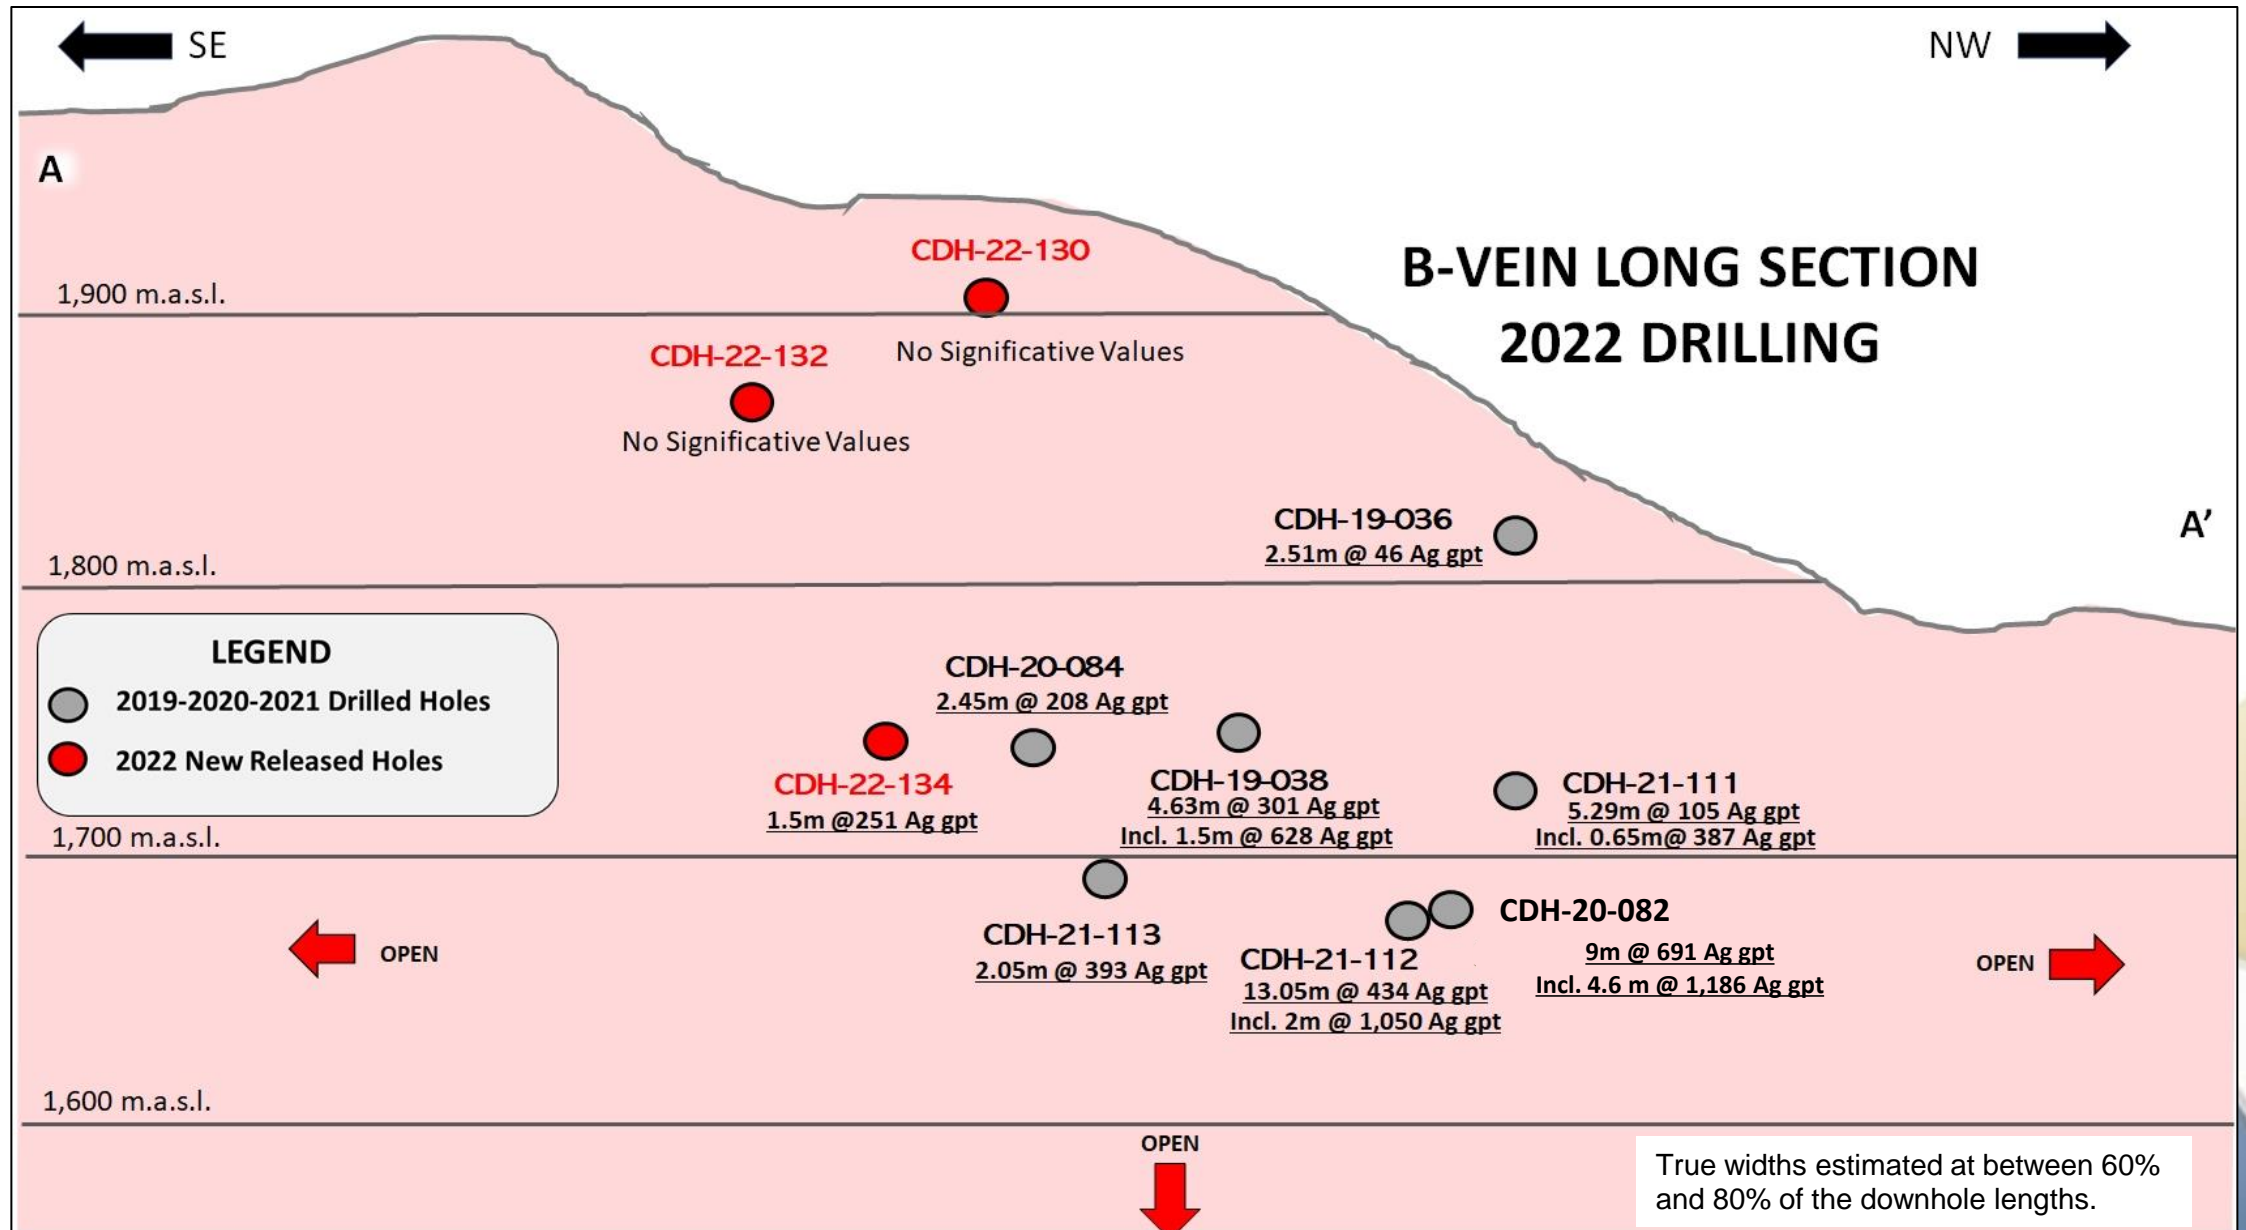 SE
NW
A
CDH-22-130
B-VEIN LONG SECTION
2022 DRILLING
1,900 m.a.s.l.
No Significative Values
CDH-22-132
No Significative Values
CDH-19-036
2.51m @ 46 Ag gpt
A’
1,800 m.a.s.l.
LEGEND
2019-2020-2021 Drilled Holes
2022 New Released Holes
CDH-20-084
2.45m @ 208 Ag gpt
CDH-22-134
1.5m @251 Ag gpt
CDH-19-038
4.63m @ 301 Ag gpt
Incl. 1.5m @ 628 Ag gpt
CDH-21-111
5.29m @ 105 Ag gpt
Incl. 0.65m@ 387 Ag gpt
1,700 m.a.s.l.
OPEN
CDH-21-113
2.05m @ 393 Ag gpt
CDH-21-112
13.05m @ 434 Ag gpt
Incl. 2m @ 1,050 Ag gpt
CDH-20-082
9m @ 691 Ag gpt
Incl. 4.6 m @ 1,186 Ag gpt
OPEN
1,600 m.a.s.l.
OPEN
True widths estimated at between 60%
and 80% of the downhole lengths.